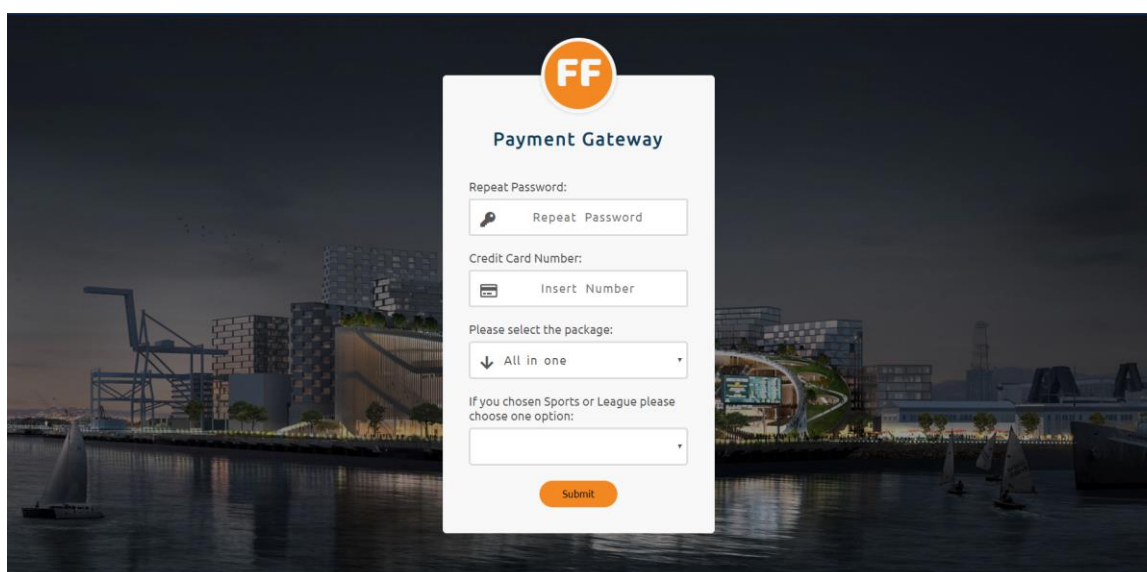 FF
Payment Gateway
Repeat Password:
Repeat Password
Credit Card Number:
Insert Number
Please select the package:
All in one
If you chosen Sports or League please
choose one option:
Submit